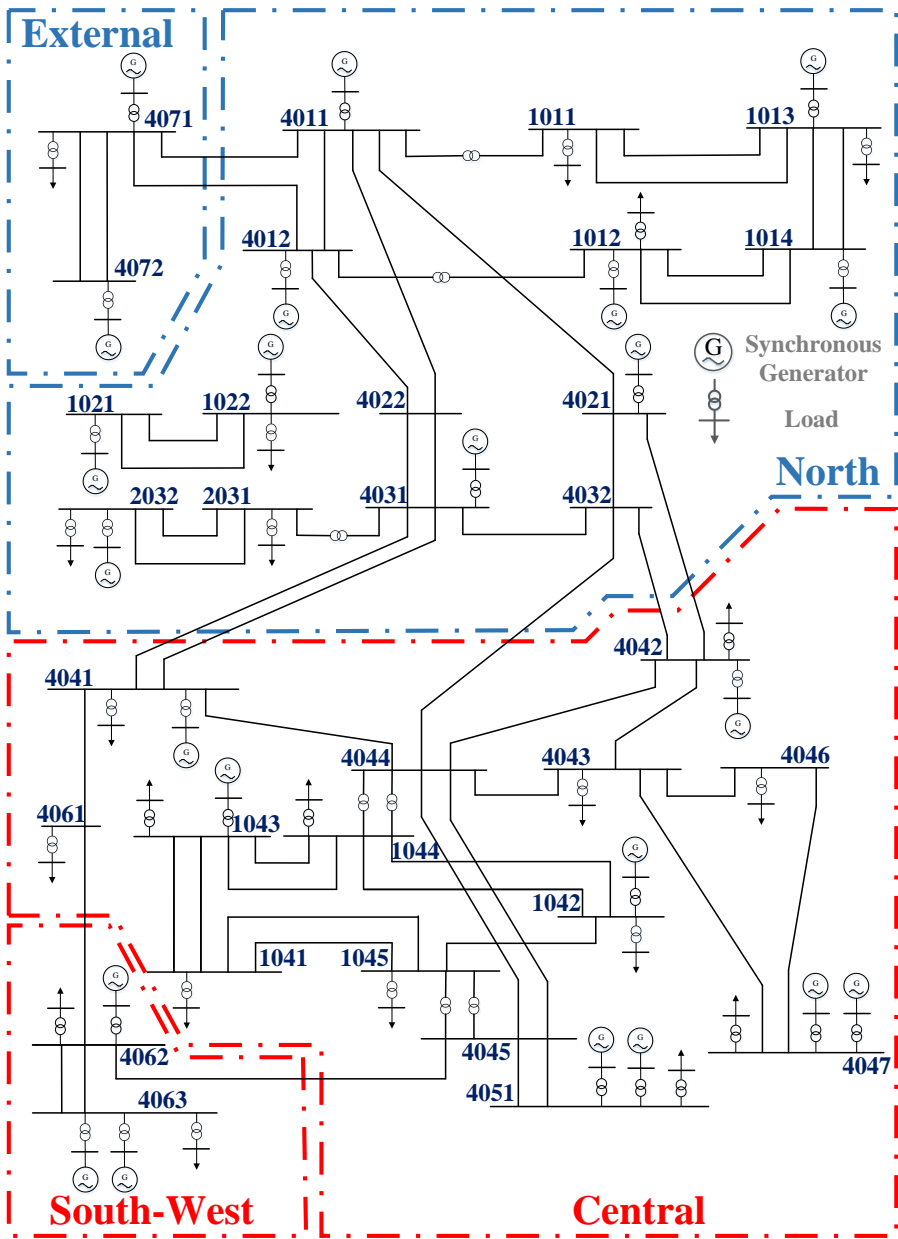 External
G
G
G
4071
4011
1011
1013
4012
1012
1014
4072
G
G
G
G
G
G
G
Synchronous
Generator
1021
1022
4022
4021
Load
G
G
North
2032
2031
4031
4032
G
4042
4041
G
G
4044
4043
4046
G
4061
1043
1044
G
1042
1041
1045
G
G
G
4062
4045
G
G
4047
4063
4051
G
G
South-West
Central